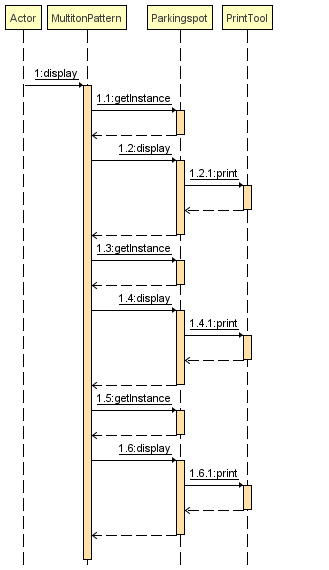 Actor MultitonPattern Parkingspot PrintTool
1:display
1.1:getInstance
1.2:display
1.2.1:print
1.3:getInstance
1.4:display
1.4.1:print
1.5:getInstance
1.6:display
1.6.1:print